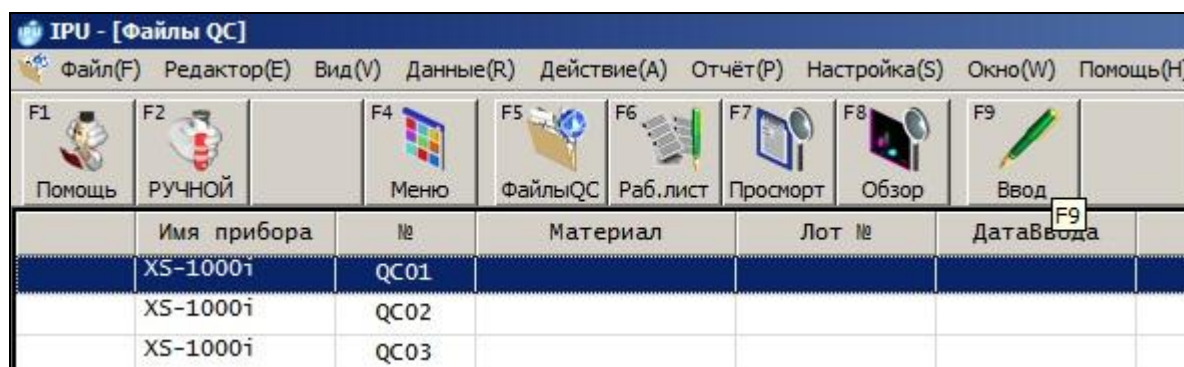 IPU - [Файлы QC]
Файл(F) Редактор(E) Вид(V) Данные(R) Действие(A) Отчёт(P) Настройка(S) Окно(W) Помощь(H)
F1 F2 F4 F5 F6 F7 F8 F9
Помощь РУЧНОЙ Меню ФайлыQC Раб.лист Просморт Обзор Ввод
F9
Имя прибора № Материал Лот № ДатаВвода
XS-1000i QC01
XS-1000i QC02
XS-1000i QC03